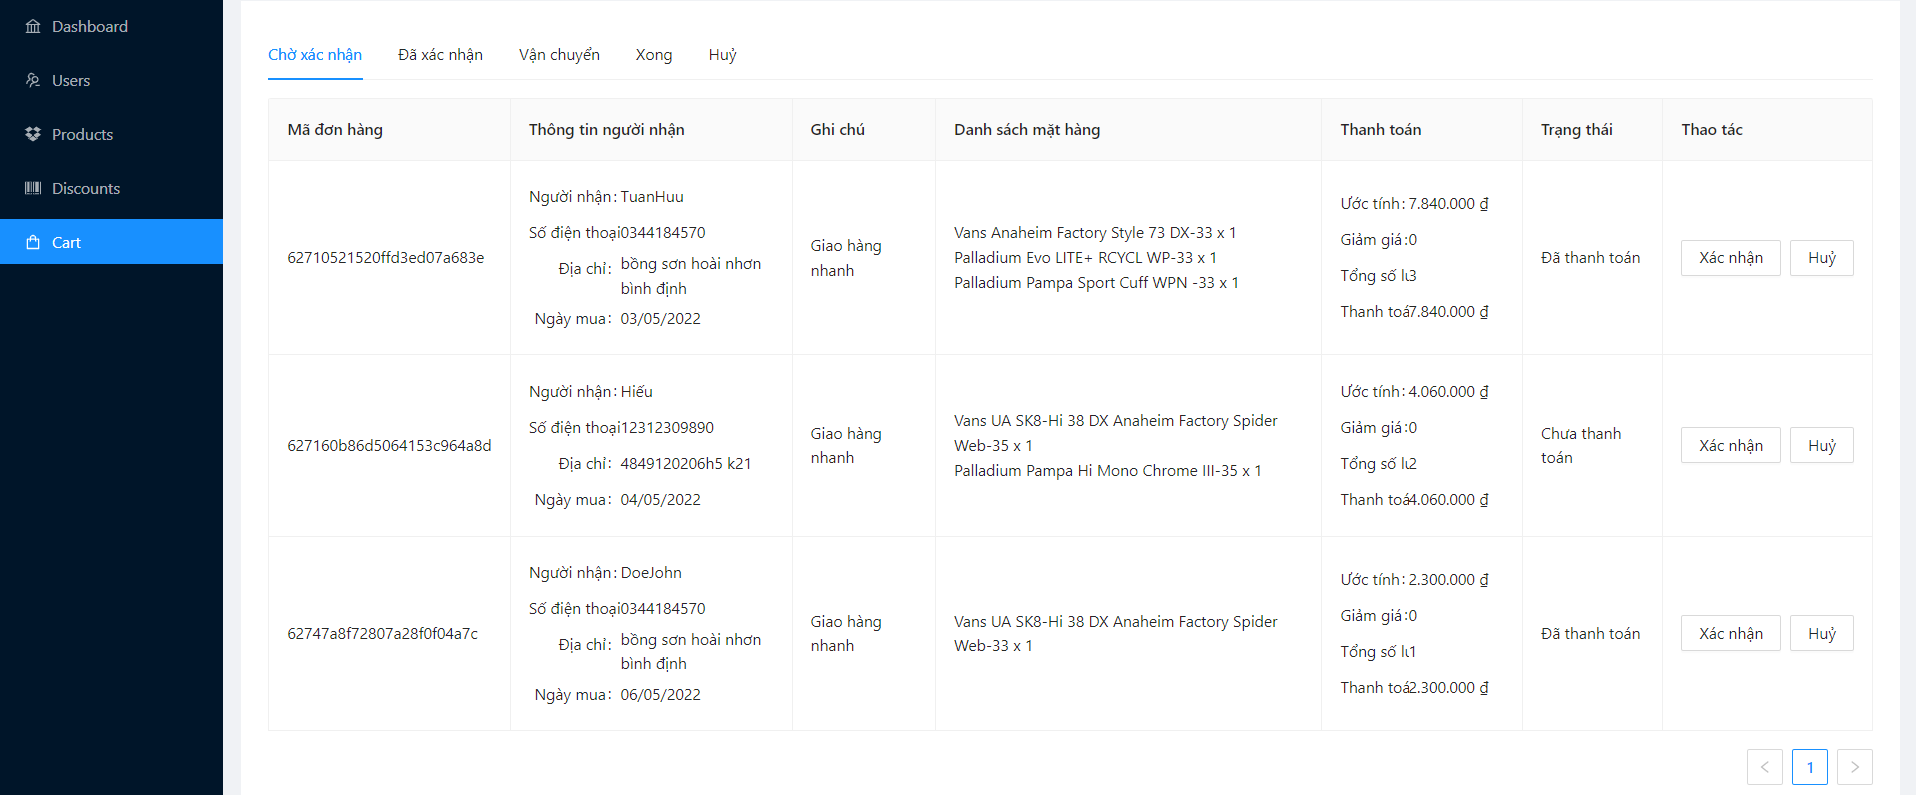 Dashboard
Users
Products
Discounts
Cart
Chờ xác nhận
Đã xác nhận
Vận chuyển
Xong
Huỷ
Mã đơn hàng
Thông tin người nhận
Ghi chú
Danh sách mặt hàng
Thanh toán
Trạng thái
Thao tác
62710521520ffd3ed07a683e
Người nhận: TuanHuu
Số điện thoại0344184570
Địa chỉ: bồng sơn hoài nhơn
bình định
Ngày mua: 03/05/2022
Giao hàng
nhanh
Vans Anaheim Factory Style 73 DX-33 x 1
Palladium Evo LITE+ RCYCL WP-33 x 1
Palladium Pampa Sport Cuff WPN -33 x 1
Ước tính: 7.840.000 ₫
Giảm giá:0
Tổng số lư3
Thanh toá7.840.000 ₫
Đã thanh toán
Xác nhận
Huỷ
627160b86d5064153c964a8d
Người nhận: Hiếu
Số điện thoại12312309890
Địa chỉ: 4849120206h5 k21
Ngày mua: 04/05/2022
Giao hàng
nhanh
Vans UA SK8-Hi 38 DX Anaheim Factory Spider
Web-35 x 1
Palladium Pampa Hi Mono Chrome III-35 x 1
Ước tính: 4.060.000 ₫
Giảm giá:0
Tổng số lư2
Thanh toá4.060.000 ₫
Chưa thanh
toán
Xác nhận
Huỷ
62747a8f72807a28f0f04a7c
Người nhận: DoeJohn
Số điện thoại0344184570
Địa chỉ: bồng sơn hoài nhơn
bình định
Ngày mua: 06/05/2022
Giao hàng
nhanh
Vans UA SK8-Hi 38 DX Anaheim Factory Spider
Web-33 x 1
Ước tính: 2.300.000 ₫
Giảm giá:0
Tổng số lư1
Thanh toá2.300.000 ₫
Đã thanh toán
Xác nhận
Huỷ
1